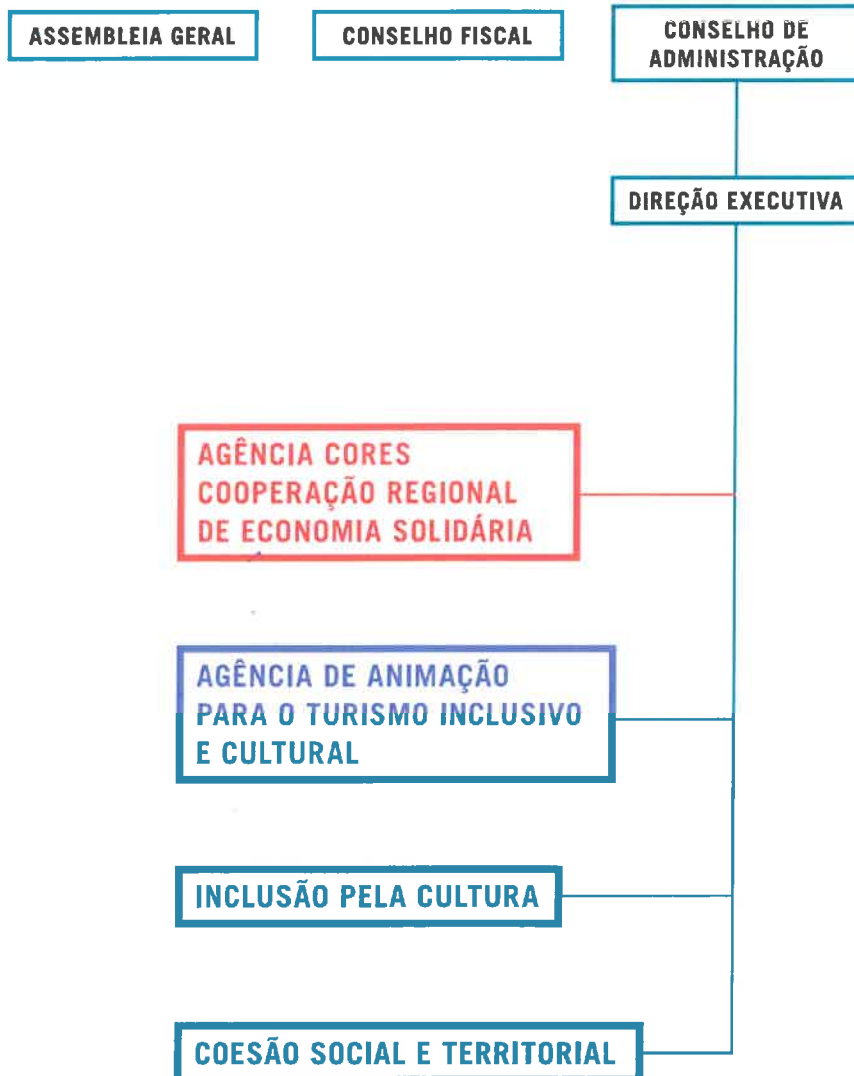 ASSEMBLEIA GERAL
CONSELHO FISCAL
CONSELHO DE
ADMINISTRAÇÃO
DIREÇÃO EXECUTIVA
AGÊNCIA CORES
COOPERAÇÃO REGIONAL
DE ECONOMIA SOLIDÁRIA
AGÊNCIA DE ANIMAÇÃO
PARA O TURISMO INCLUSIVO
E CULTURAL
INCLUSÃO PELA CULTURA
COESÃO SOCIAL E TERRITORIAL